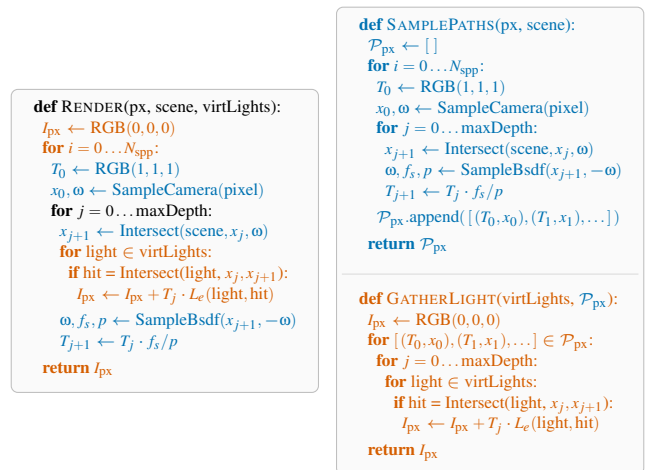 def RENDER(px, scene, virtLights):
I_px ← RGB(0,0,0)
for i = 0…N_spp:
T_0 ← RGB(1,1,1)
x_0, ω ← SampleCamera(pixel)
for j = 0…maxDepth:
x_{j+1} ← Intersect(scene, x_j, ω)
for light ∈ virtLights:
if hit = Intersect(light, x_j, x_{j+1}):
I_px ← I_px + T_j · L_e(light, hit)
ω, f_s, p ← SampleBsdf(x_{j+1}, −ω)
T_{j+1} ← T_j · f_s/p
return I_px
def SAMPLEPATHS(px, scene):
𝒫_px ← [ ]
for i = 0…N_spp:
T_0 ← RGB(1,1,1)
x_0, ω ← SampleCamera(pixel)
for j = 0…maxDepth:
x_{j+1} ← Intersect(scene, x_j, ω)
ω, f_s, p ← SampleBsdf(x_{j+1}, −ω)
T_{j+1} ← T_j · f_s/p
𝒫_px.append([(T_0, x_0), (T_1, x_1), …])
return 𝒫_px
def GATHERLIGHT(virtLights, 𝒫_px):
I_px ← RGB(0,0,0)
for [(T_0, x_0), (T_1, x_1), …] ∈ 𝒫_px:
for j = 0…maxDepth:
for light ∈ virtLights:
if hit = Intersect(light, x_j, x_{j+1}):
I_px ← I_px + T_j · L_e(light, hit)
return I_px